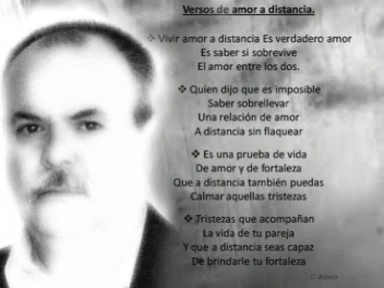 Versos de amor a distancia.
❖ Vivir amor a distancia Es verdadero amor
Es saber si sobrevive
El amor entre los dos.
❖ Quien dijo que es imposible
Saber sobrellevar
Una relación de amor
A distancia sin flaquear
❖ Es una prueba de vida
De amor y de fortaleza
Que a distancia también puedas
Calmar aquellas tristezas
❖ Tristezas que acompañan
La vida de tu pareja
Y que a distancia seas capaz
De brindarle tu fortaleza